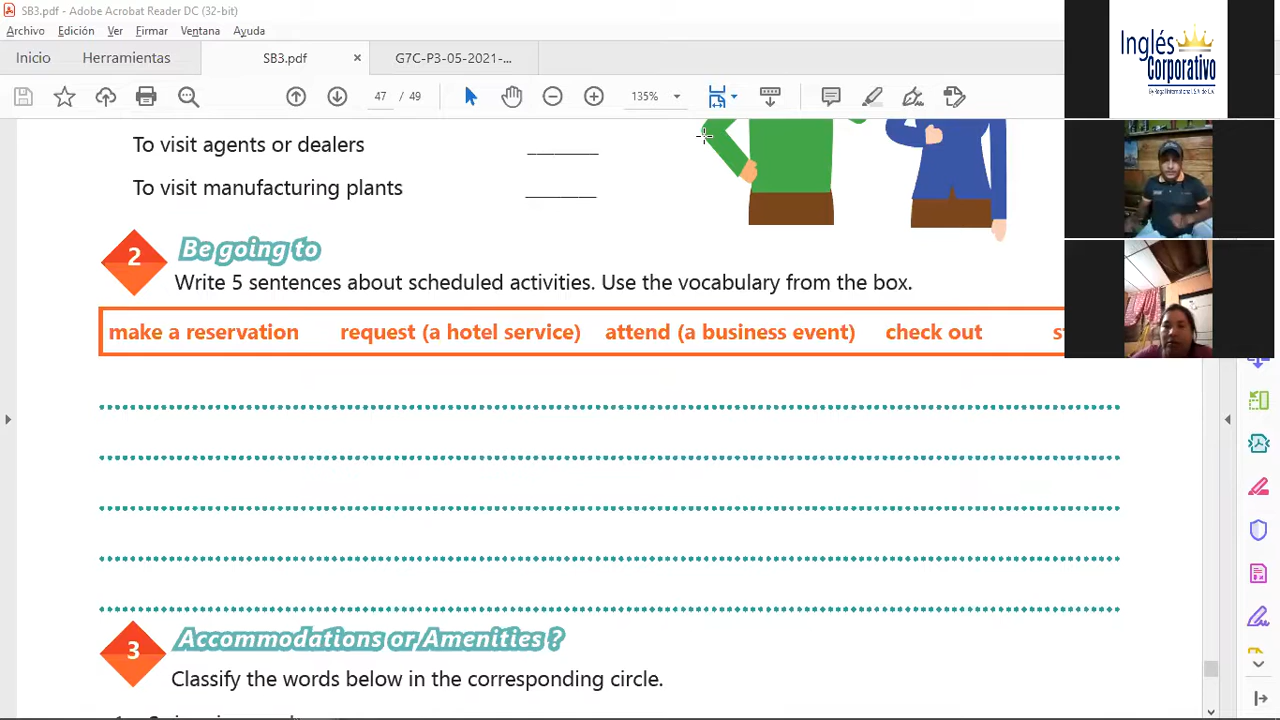 SB3.pdf - Adobe Acrobat Reader DC (32-bit)
Archivo Edición Ver Firmar Ventana Ayuda
Inicio Herramientas SB3.pdf × G7C-P3-05-2021-...
47 / 49 135%
To visit agents or dealers ________
To visit manufacturing plants ________
2 Be going to
Write 5 sentences about scheduled activities. Use the vocabulary from the box.
make a reservation request (a hotel service) attend (a business event) check out
3 Accommodations or Amenities ?
Classify the words below in the corresponding circle.
Inglés
Corporativo